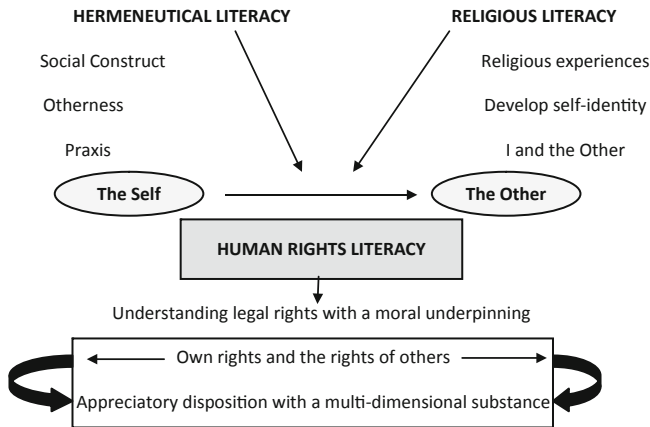 HERMENEUTICAL LITERACY
RELIGIOUS LITERACY
Social Construct
Religious experiences
Otherness
Develop self-identity
Praxis
I and the Other
The Self
The Other
HUMAN RIGHTS LITERACY
Understanding legal rights with a moral underpinning
Own rights and the rights of others
Appreciatory disposition with a multi-dimensional substance